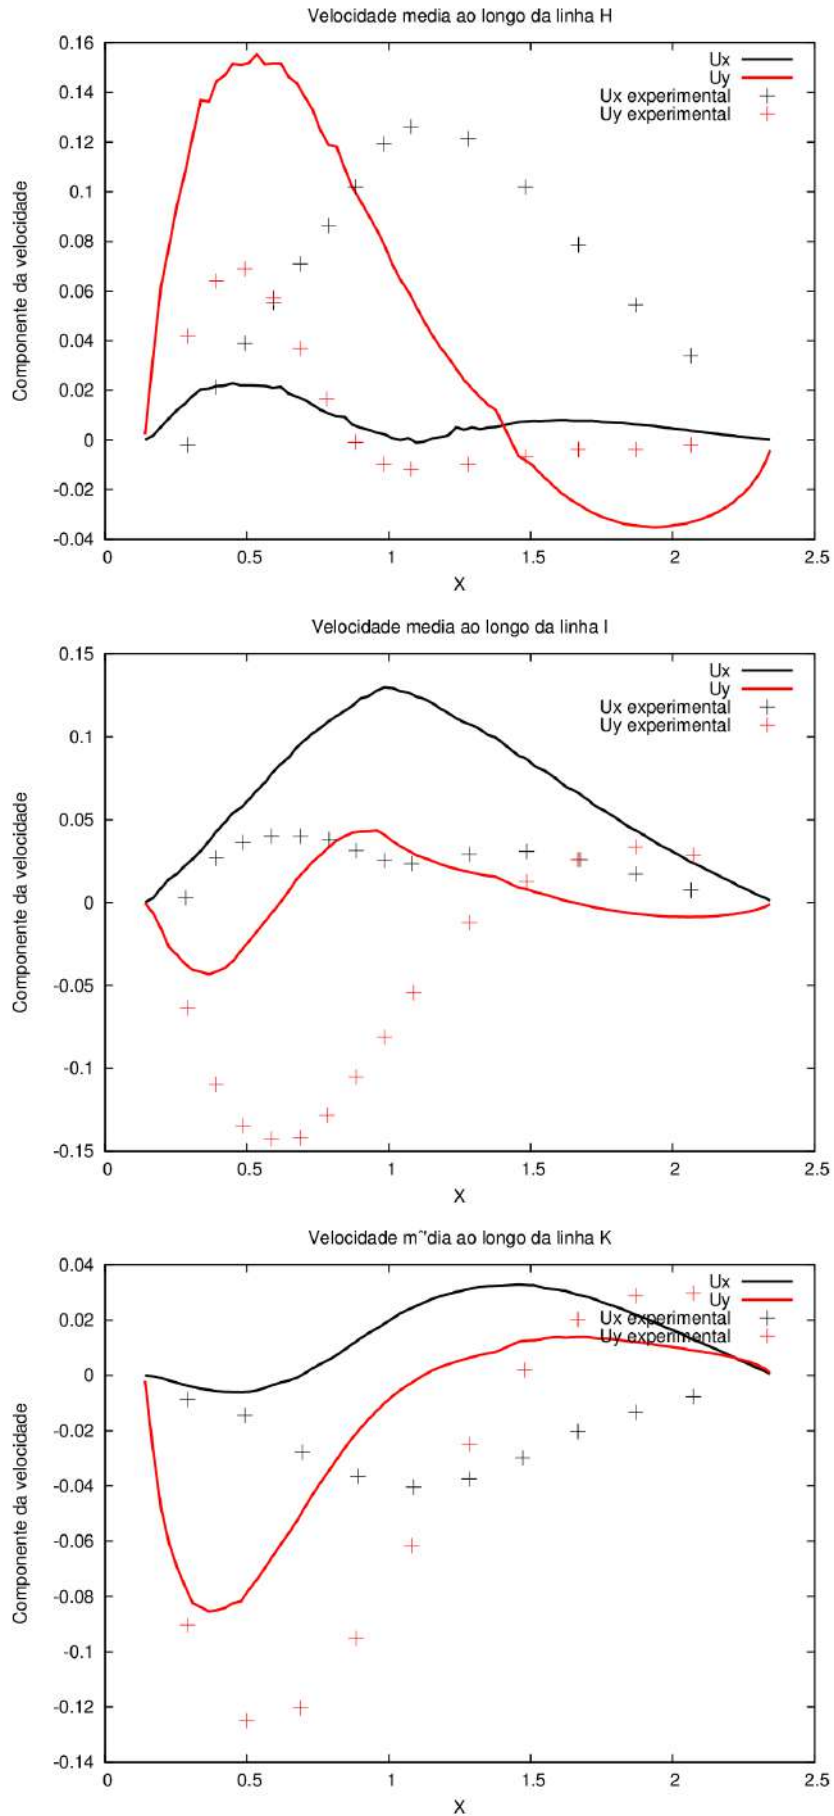 Velocidade media ao longo da linha H
0.16
0.14
0.12
0.1
0.08
0.06
0.04
0.02
0
-0.02
-0.04
Componente da velocidade
Ux
Uy
Ux experimental
Uy experimental
0 0.5 1 1.5 2 2.5
X
Velocidade media ao longo da linha I
0.15
0.1
0.05
0
-0.05
-0.1
-0.15
Componente da velocidade
Ux
Uy
Ux experimental
Uy experimental
0 0.5 1 1.5 2 2.5
X
Velocidade m˜'dia ao longo da linha K
0.04
0.02
0
-0.02
-0.04
-0.06
-0.08
-0.1
-0.12
-0.14
Componente da velocidade
Ux
Uy
Ux experimental
Uy experimental
0 0.5 1 1.5 2 2.5
X